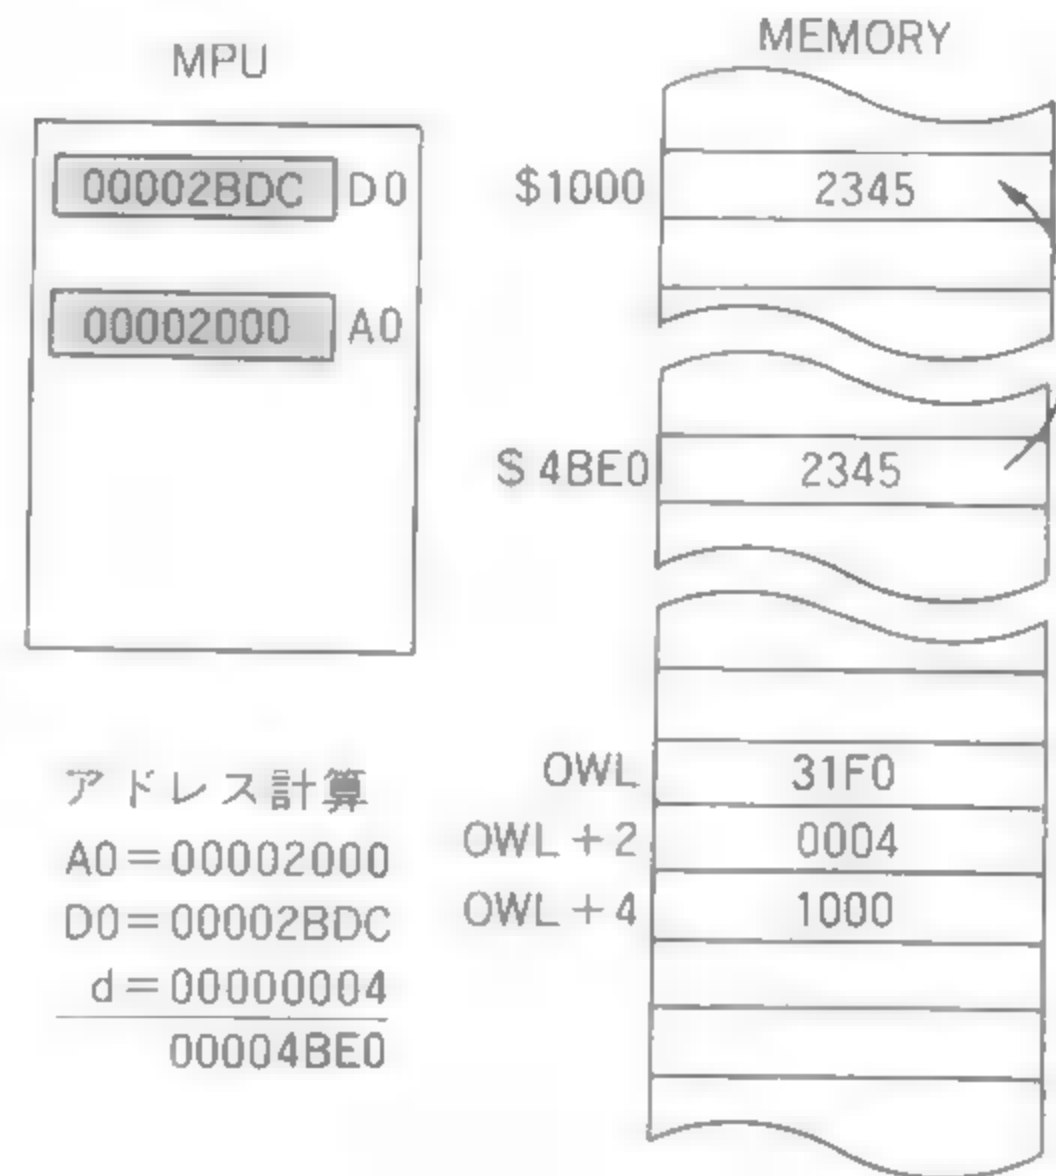 MPU
00002BDC D0
00002000 A0
アドレス計算
A0=00002000
D0=00002BDC
d=00000004
00004BE0
MEMORY
$1000 2345
$4BE0 2345
OWL 31F0
OWL+2 0004
OWL+4 1000